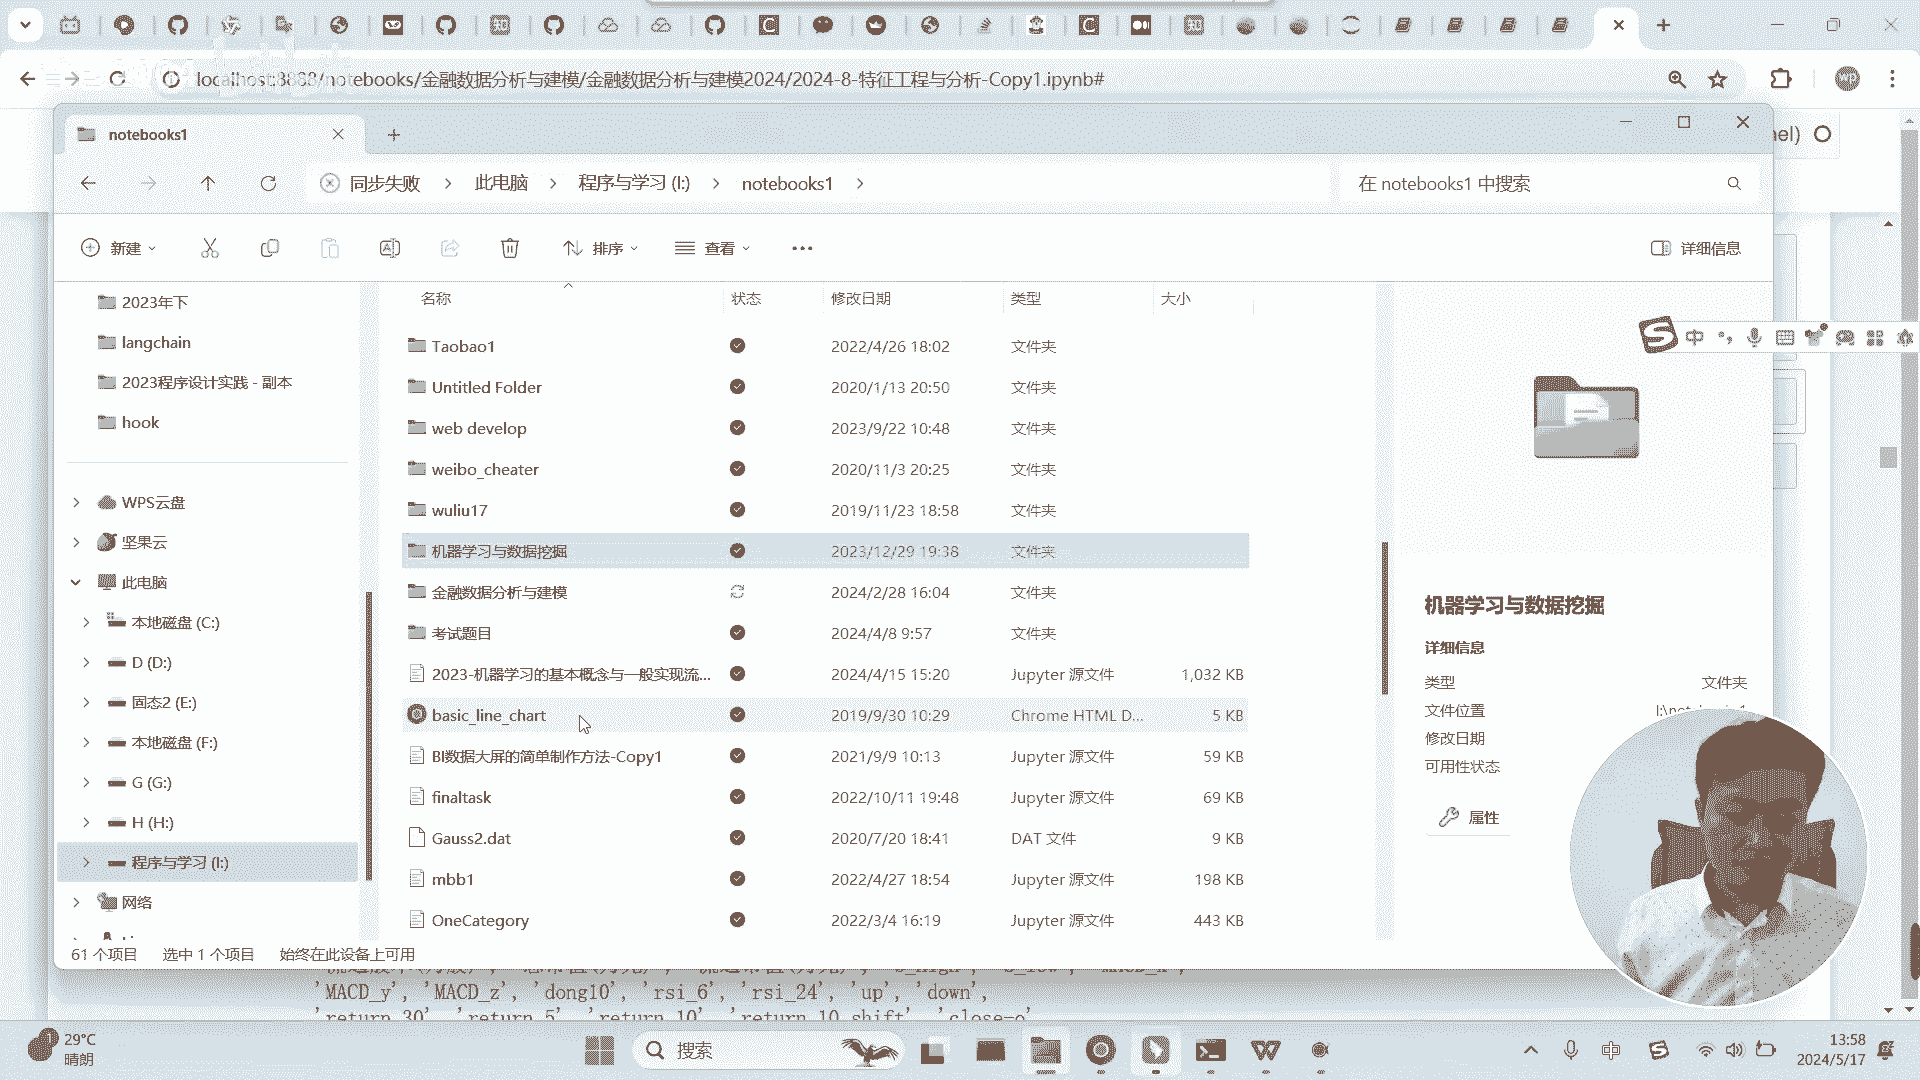 localhost:8888/notebooks/金融数据分析与建模/金融数据分析与建模2024/2024-8-特征工程与分析-Copy1.ipynb#
wp
notebooks1
同步失败 此电脑 程序与学习 (I:) notebooks1
在 notebooks1 中搜索
新建 排序 查看 详细信息
2023年下
langchain
2023程序设计实践 - 副本
hook
WPS云盘
坚果云
此电脑
本地磁盘 (C:)
D (D:)
固态2 (E:)
本地磁盘 (F:)
G (G:)
H (H:)
程序与学习 (I:)
网络
名称 状态 修改日期 类型 大小
Taobao1 2022/4/26 18:02 文件夹
Untitled Folder 2020/1/13 20:50 文件夹
web develop 2023/9/22 10:48 文件夹
weibo_cheater 2020/11/3 20:25 文件夹
wuliu17 2019/11/23 18:58 文件夹
机器学习与数据挖掘 2023/12/29 19:38 文件夹
金融数据分析与建模 2024/2/28 16:04 文件夹
考试题目 2024/4/8 9:57 文件夹
2023-机器学习的基本概念与一般实现流... 2024/4/15 15:20 Jupyter 源文件 1,032 KB
basic_line_chart 2019/9/30 10:29 Chrome HTML D... 5 KB
BI数据大屏的简单制作方法-Copy1 2021/9/9 10:13 Jupyter 源文件 59 KB
finaltask 2022/10/11 19:48 Jupyter 源文件 69 KB
Gauss2.dat 2020/7/20 18:41 DAT 文件 9 KB
mbb1 2022/4/27 18:54 Jupyter 源文件 198 KB
OneCategory 2022/3/4 16:19 Jupyter 源文件 443 KB
中
机器学习与数据挖掘
详细信息
类型 文件夹
文件位置
修改日期
可用性状态
属性
61 个项目 选中 1 个项目 始终在此设备上可用
'MACD_y', 'MACD_z', 'dong10', 'rsi_6', 'rsi_24', 'up', 'down',
'return_30', 'return_5', 'return_10', 'return_10_shift', 'close=o'
29°C
晴朗
搜索
中
13:58
2024/5/17